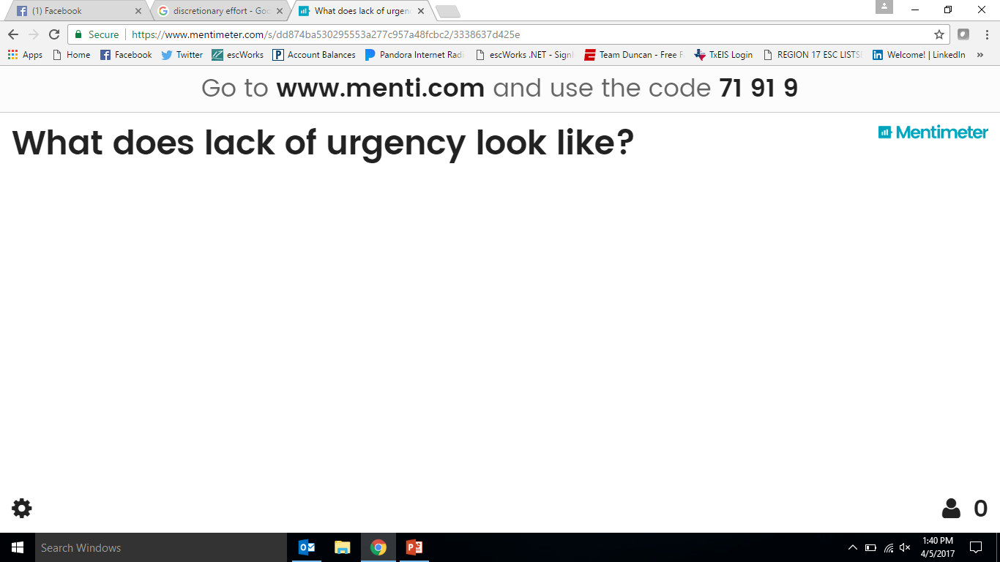 (1) Facebook
discretionary effort - Goo
What does lack of urgen
Secure
https://www.mentimeter.com/s/dd874ba530295553a277c957a48fcbc2/3338637d425e
Apps Home Facebook Twitter escWorks Account Balances Pandora Internet Radi escWorks .NET - SignI Team Duncan - Free F TxEIS Login REGION 17 ESC LISTS Welcome! | LinkedIn »
Go to www.menti.com and use the code 71 91 9
What does lack of urgency look like?
Mentimeter
0
Search Windows
1:40 PM
4/5/2017